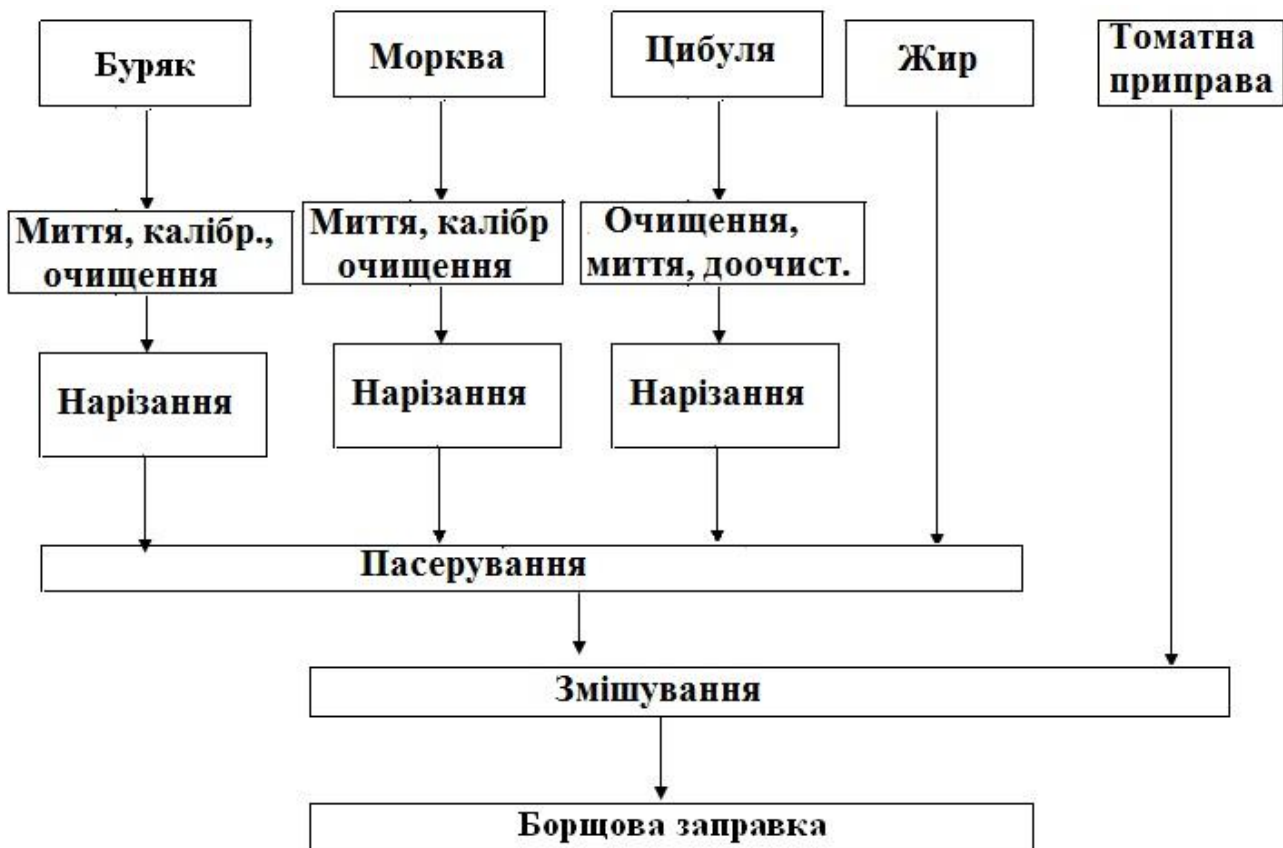 Буряк
Морква
Цибуля
Жир
Томатна
приправа
Миття, калібр.,
очищення
Миття, калібр
очищення
Очищення,
миття, доочист.
Нарізання
Нарізання
Нарізання
Пасерування
Змішування
Борщова заправка